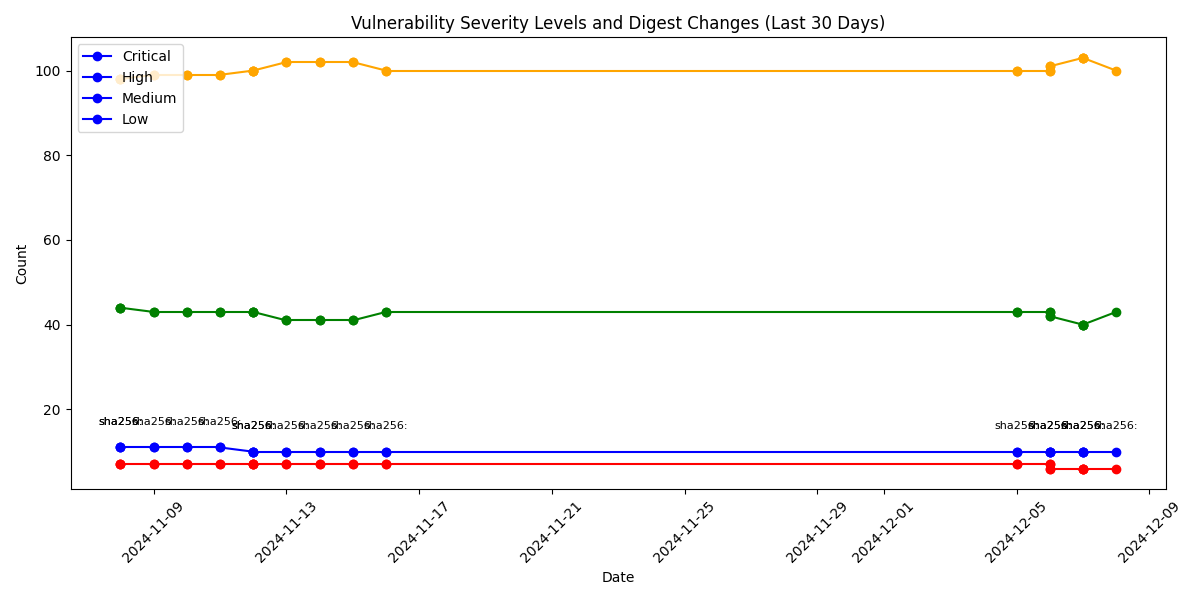 Vulnerability Severity Levels and Digest Changes (Last 30 Days)
Critical
High
Medium
Low
100
80
60
40
20
Count
sha256: sha256: sha256: sha256: sha256: sha256: sha256: sha256: sha256: sha256: sha256: sha256: sha256:
2024-11-09 2024-11-13 2024-11-17 2024-11-21 2024-11-25 2024-11-29 2024-12-01 2024-12-05 2024-12-09
Date